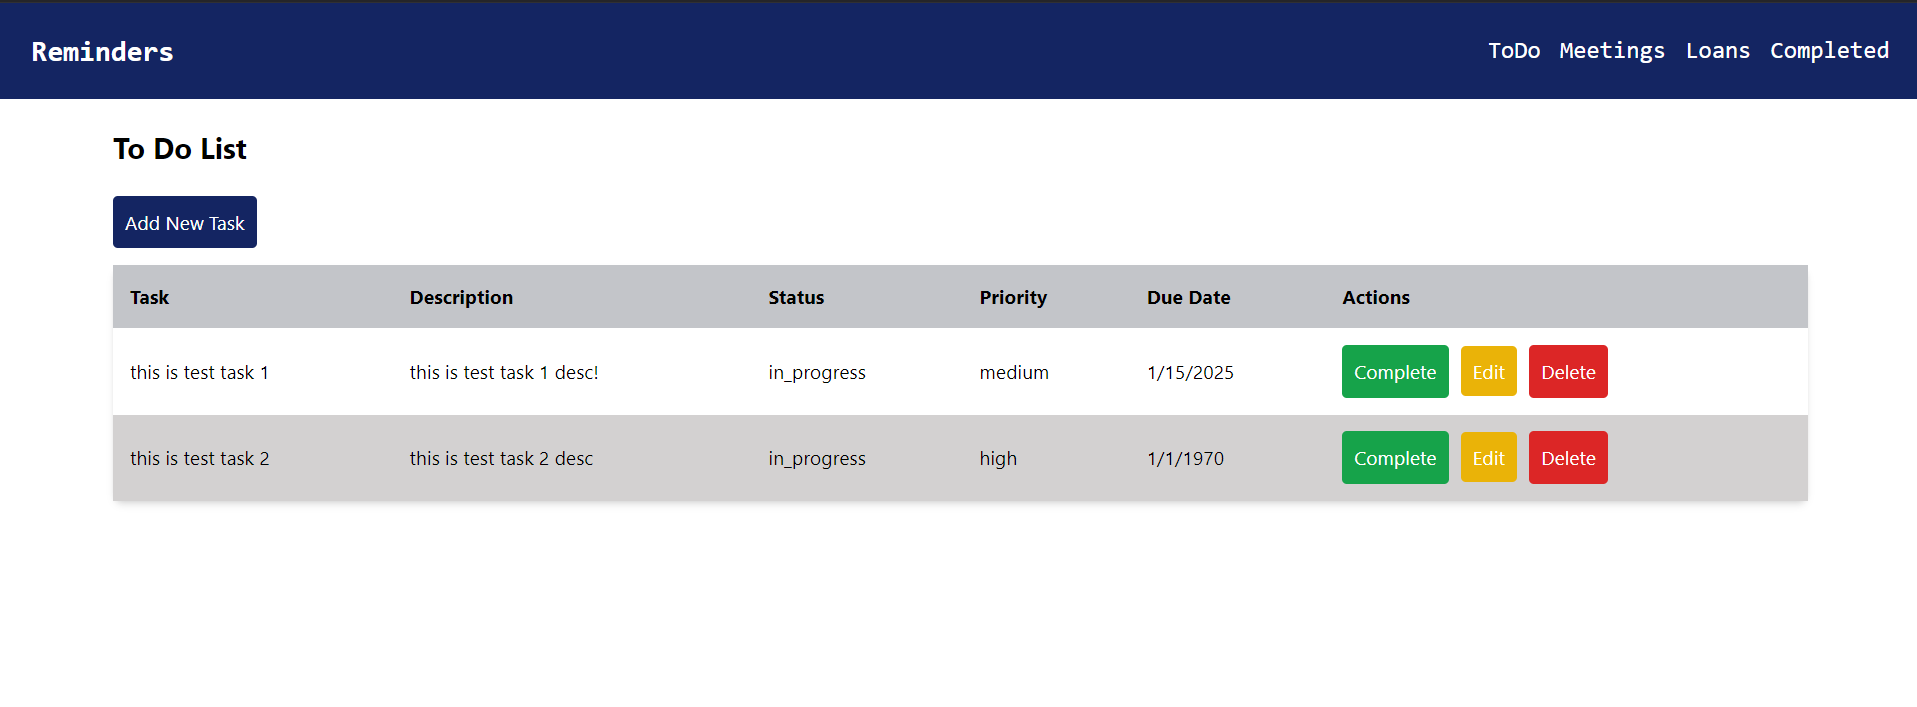 Reminders ToDo Meetings Loans Completed
To Do List
Add New Task
Task Description Status Priority Due Date Actions
this is test task 1 this is test task 1 desc! in_progress medium 1/15/2025 Complete Edit Delete
this is test task 2 this is test task 2 desc in_progress high 1/1/1970 Complete Edit Delete